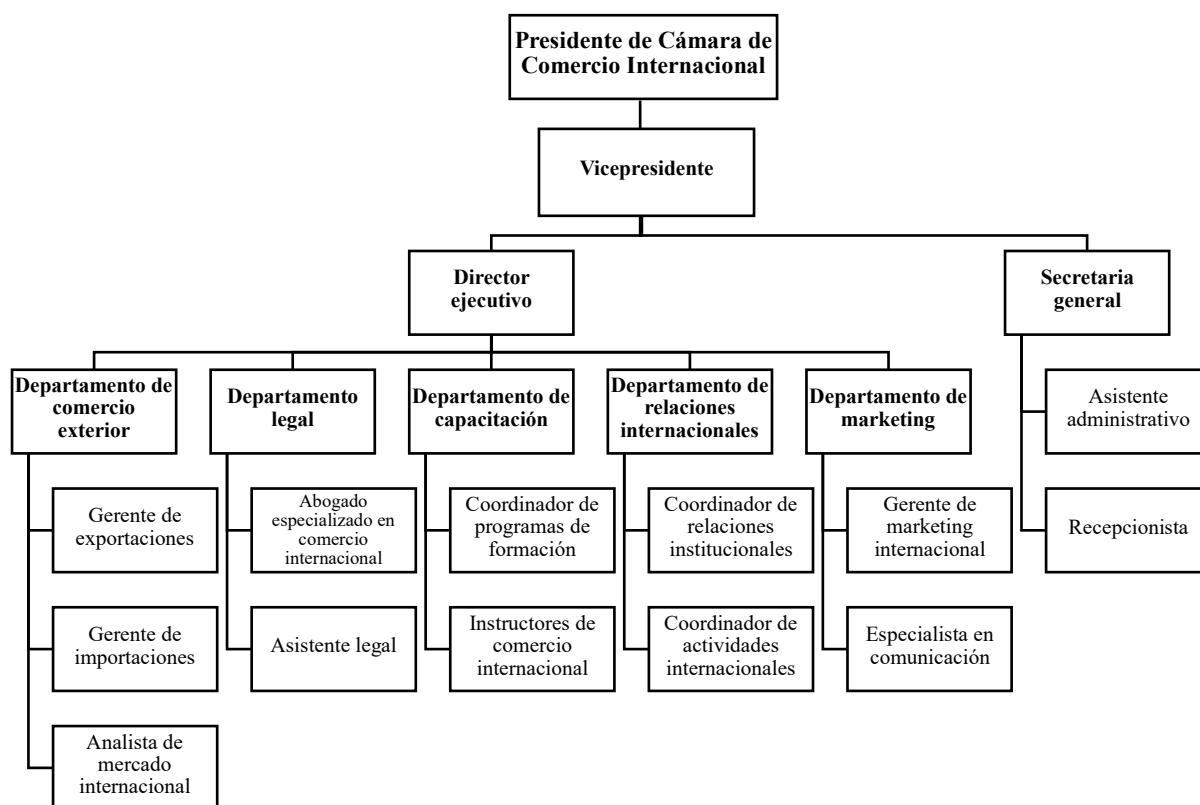 Presidente de Cámara de
Comercio Internacional
Vicepresidente
Director
ejecutivo
Secretaria
general
Departamento de
comercio
exterior
Departamento
legal
Departamento de
capacitación
Departamento de
relaciones
internacionales
Departamento de
marketing
Asistente
administrativo
Gerente de
exportaciones
Abogado
especializado en
comercio
internacional
Coordinador de
programas de
formación
Coordinador de
relaciones
institucionales
Gerente de
marketing
internacional
Recepcionista
Gerente de
importaciones
Asistente legal
Instructores de
comercio
internacional
Coordinador de
actividades
internacionales
Especialista en
comunicación
Analista de
mercado
internacional